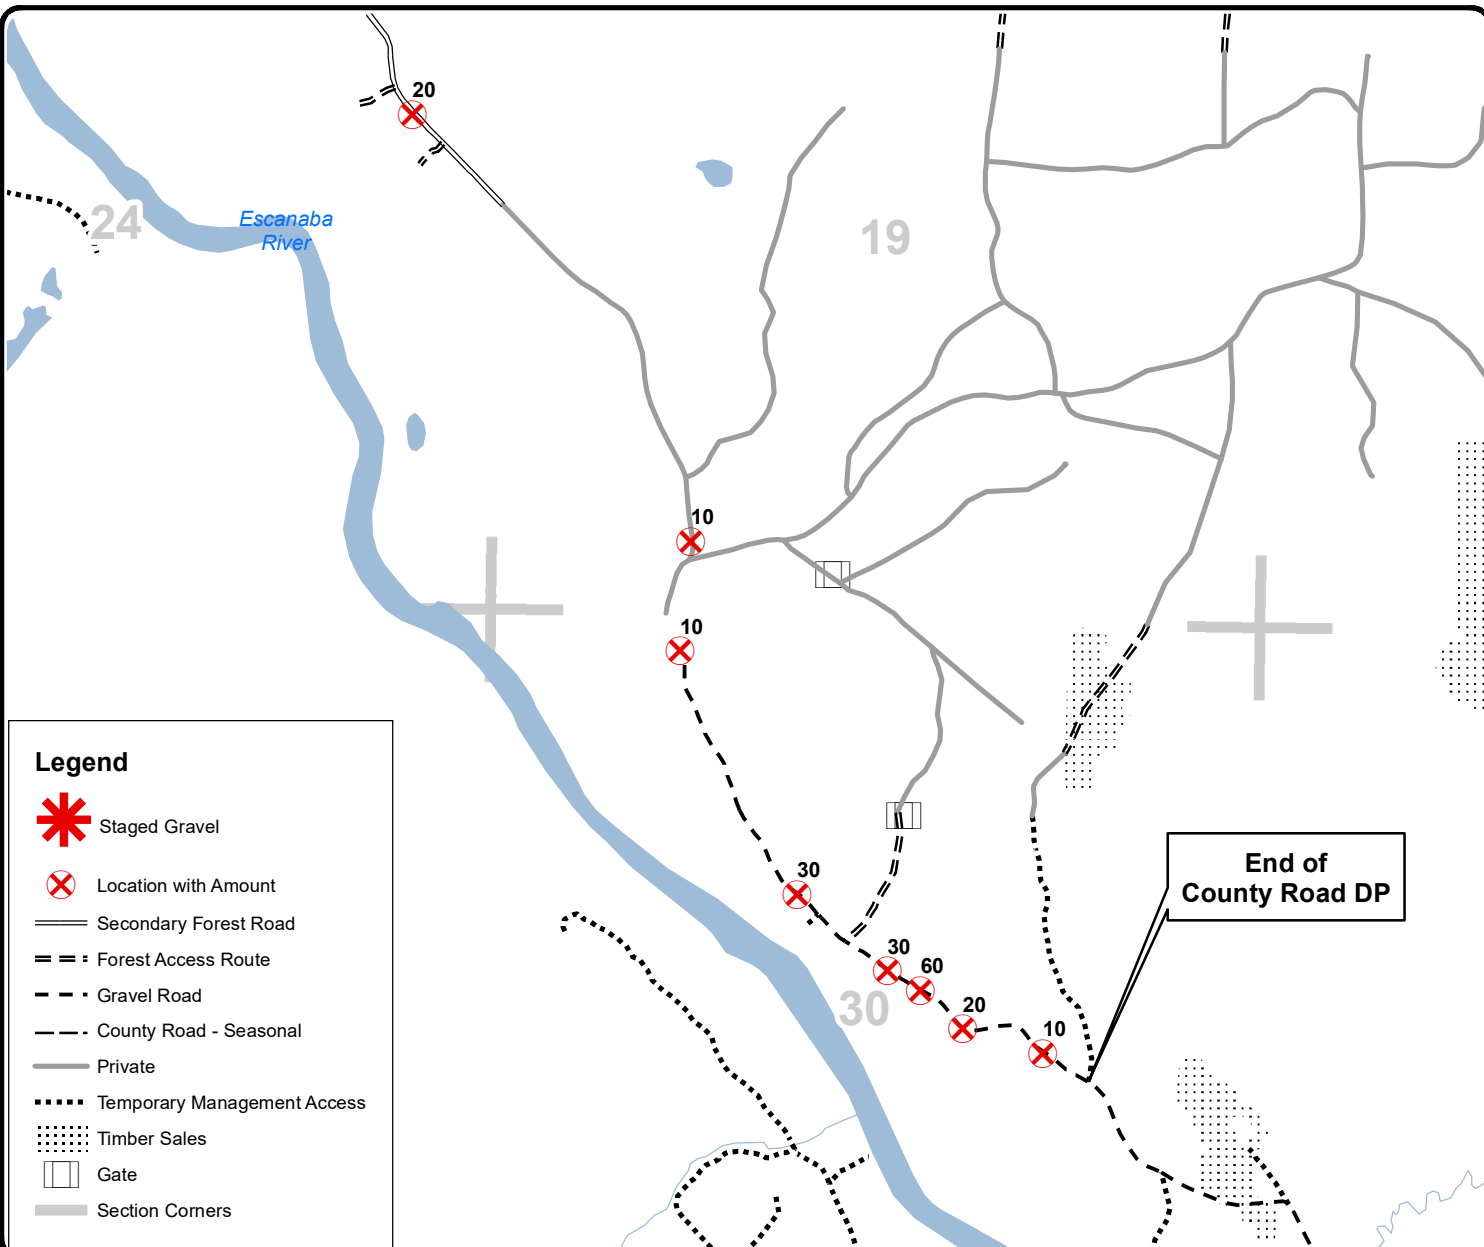 20
24
Escanaba
River
19
10
10
30
30
60
30
20
10
End of
County Road DP
Legend
Staged Gravel
Location with Amount
Secondary Forest Road
Forest Access Route
Gravel Road
County Road - Seasonal
Private
Temporary Management Access
Timber Sales
Gate
Section Corners